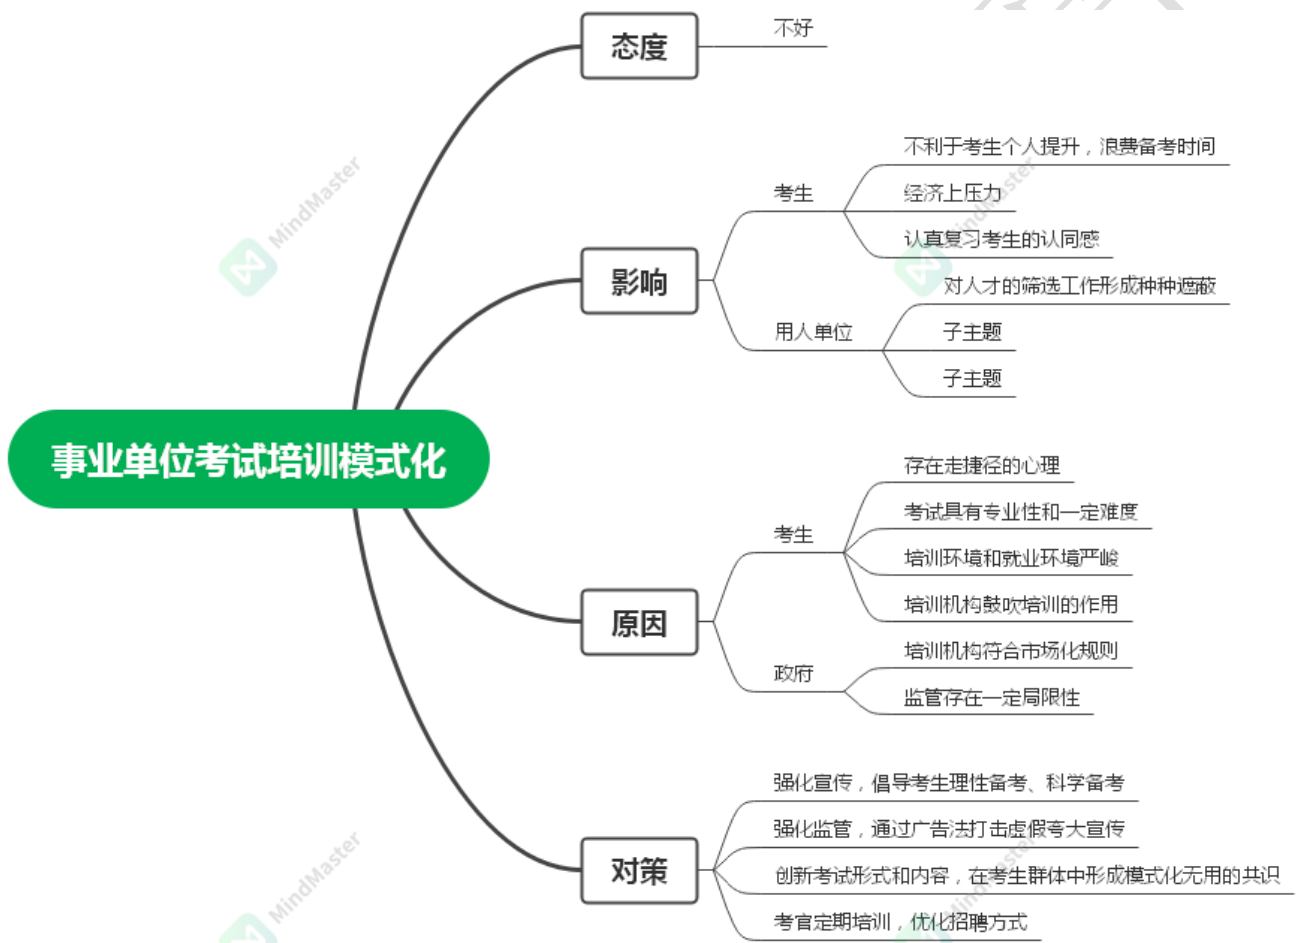 态度
不好
不利于考生个人提升，浪费备考时间
考生
经济上压力
认真复习考生的认同感
影响
对人才的筛选工作形成种种遮蔽
用人单位
子主题
子主题
事业单位考试培训模式化
存在走捷径的心理
考试具有专业性和一定难度
考生
培训环境和就业环境严峻
培训机构鼓吹培训的作用
原因
培训机构符合市场化规则
政府
监管存在一定局限性
强化宣传，倡导考生理性备考、科学备考
强化监管，通过广告法打击虚假夸大宣传
对策
创新考试形式和内容，在考生群体中形成模式化无用的共识
考官定期培训，优化招聘方式
MindMaster
MindMaster
MindMaster
MindMaster